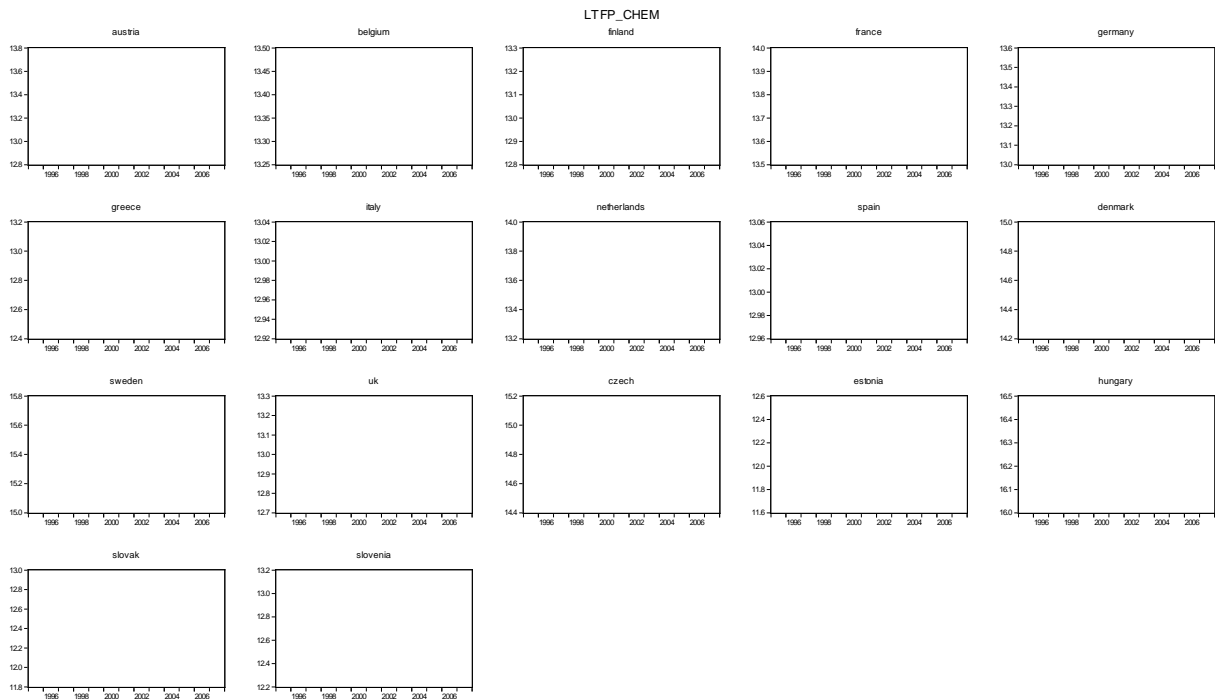 LTFP_CHEM
austria
13.8
13.6
13.4
13.2
13.0
12.8
1996 1998 2000 2002 2004 2006
belgium
13.50
13.45
13.40
13.35
13.30
13.25
1996 1998 2000 2002 2004 2006
finland
13.3
13.2
13.1
13.0
12.9
12.8
1996 1998 2000 2002 2004 2006
france
14.0
13.9
13.8
13.7
13.6
13.5
1996 1998 2000 2002 2004 2006
germany
13.6
13.5
13.4
13.3
13.2
13.1
13.0
1996 1998 2000 2002 2004 2006
greece
13.2
13.0
12.8
12.6
12.4
1996 1998 2000 2002 2004 2006
italy
13.04
13.02
13.00
12.98
12.96
12.94
12.92
1996 1998 2000 2002 2004 2006
netherlands
14.0
13.8
13.6
13.4
13.2
1996 1998 2000 2002 2004 2006
spain
13.06
13.04
13.02
13.00
12.98
12.96
1996 1998 2000 2002 2004 2006
denmark
15.0
14.8
14.6
14.4
14.2
1996 1998 2000 2002 2004 2006
sweden
15.8
15.6
15.4
15.2
15.0
1996 1998 2000 2002 2004 2006
uk
13.3
13.2
13.1
13.0
12.9
12.8
12.7
1996 1998 2000 2002 2004 2006
czech
15.2
15.0
14.8
14.6
14.4
1996 1998 2000 2002 2004 2006
estonia
12.6
12.4
12.2
12.0
11.8
11.6
1996 1998 2000 2002 2004 2006
hungary
16.5
16.4
16.3
16.2
16.1
16.0
1996 1998 2000 2002 2004 2006
slovak
13.0
12.8
12.6
12.4
12.2
12.0
11.8
1996 1998 2000 2002 2004 2006
slovenia
13.2
13.0
12.8
12.6
12.4
12.2
1996 1998 2000 2002 2004 2006